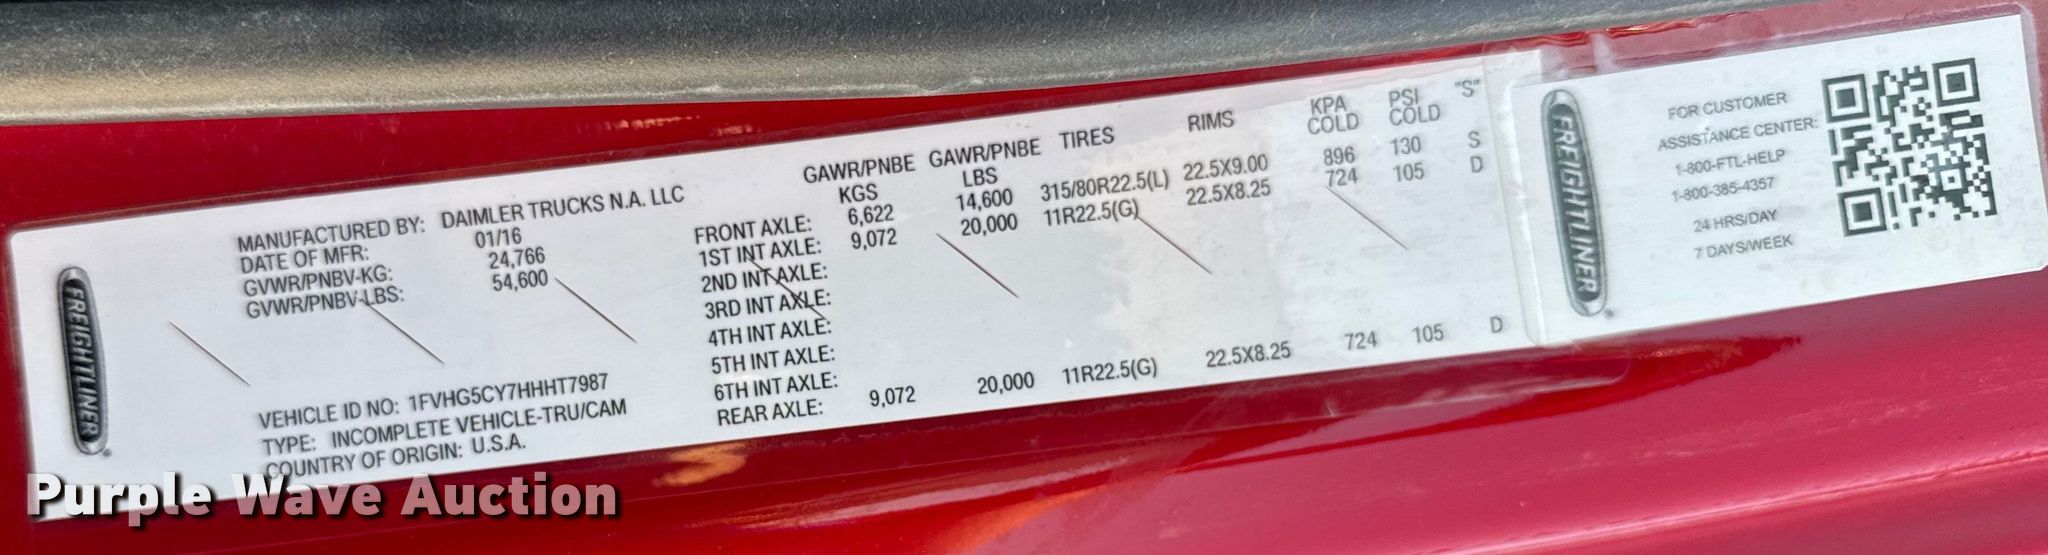 FREIGHTLINER
MANUFACTURED BY: DAIMLER TRUCKS N.A. LLC
DATE OF MFR: 01/16
GVWR/PNBV-KG: 24,766
GVWR/PNBV-LBS: 54,600
VEHICLE ID NO: 1FVHG5CY7HHHT7987
TYPE: INCOMPLETE VEHICLE-TRU/CAM
COUNTRY OF ORIGIN: U.S.A.
GAWR/PNBE KGS GAWR/PNBE LBS TIRES RIMS KPA COLD PSI COLD "S"
FRONT AXLE: 6,622 14,600 315/80R22.5(L) 22.5X9.00 896 130 S
1ST INT AXLE: 9,072 20,000 11R22.5(G) 22.5X8.25 724 105 D
2ND INT AXLE:
3RD INT AXLE:
4TH INT AXLE:
5TH INT AXLE:
6TH INT AXLE:
REAR AXLE: 9,072 20,000 11R22.5(G) 22.5X8.25 724 105 D
FREIGHTLINER
FOR CUSTOMER
ASSISTANCE CENTER:
1-800-FTL-HELP
1-800-385-4357
24 HRS/DAY
7 DAYS/WEEK
Purple Wave Auction